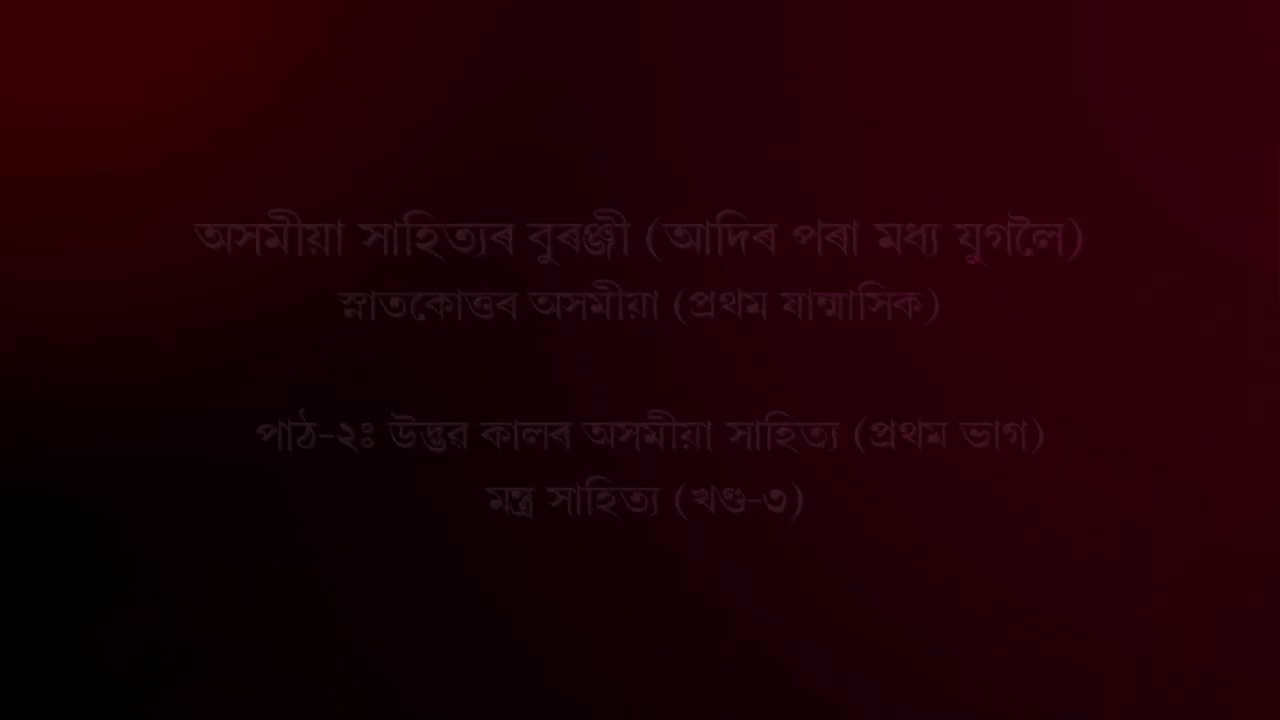 অসমীয়া সাহিত্যৰ বুৰঞ্জী (আদিৰ পৰা মধ্য যুগলৈ)
স্নাতকোত্তৰ অসমীয়া (প্ৰথম ষান্মাসিক)
পাঠ-২ঃ উদ্ভৱ কালৰ অসমীয়া সাহিত্য (প্ৰথম ভাগ)
মন্ত্ৰ সাহিত্য (খণ্ড-৩)